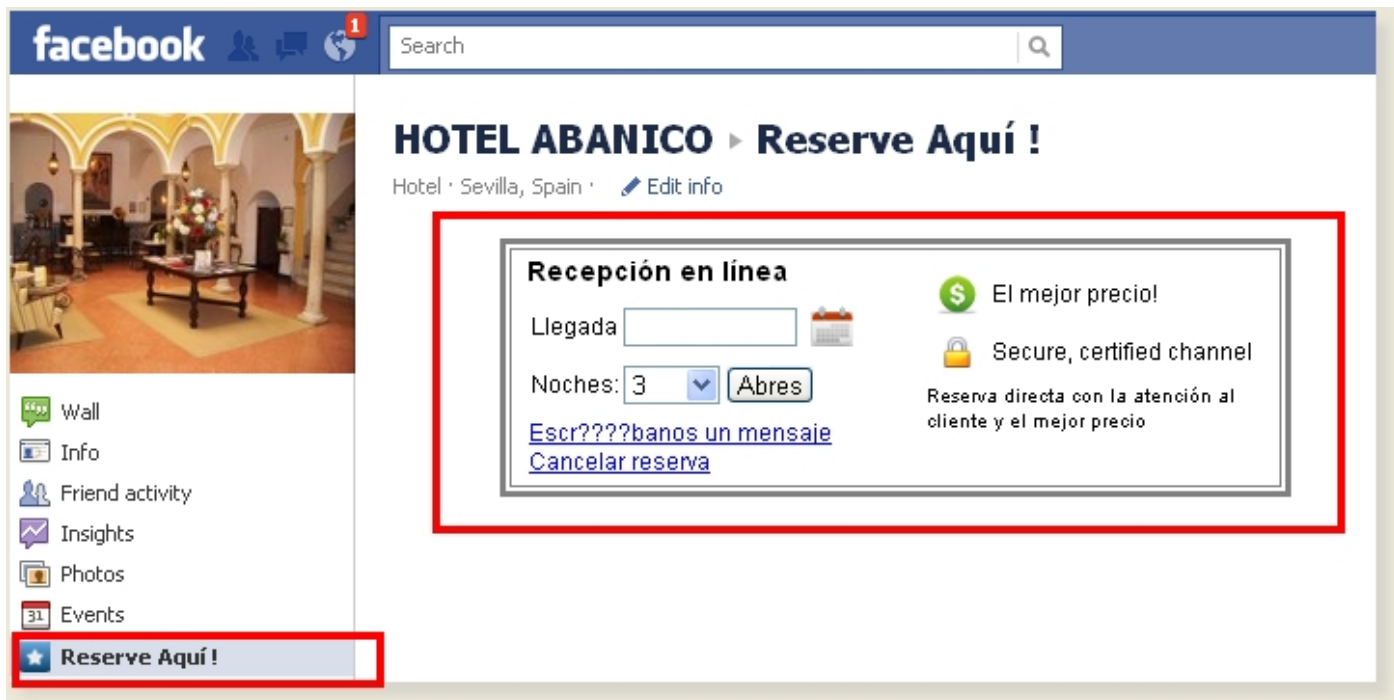 facebook
1
Search
HOTEL ABANICO ▸ Reserve Aquí !
Hotel · Sevilla, Spain · Edit info
Wall
Info
Friend activity
Insights
Photos
31 Events
Reserve Aquí !
Recepción en línea
Llegada
Noches: 3 Abres
Escr????banos un mensaje
Cancelar reserva
$ El mejor precio!
Secure, certified channel
Reserva directa con la atención al
cliente y el mejor precio